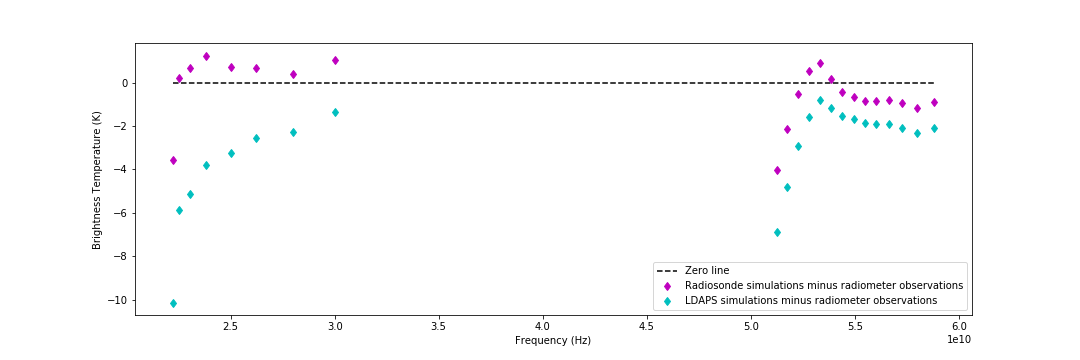 0
−2
−4
−6
−8
−10
Brightness Temperature (K)
2.5 3.0 3.5 4.0 4.5 5.0 5.5 6.0
1e10
Frequency (Hz)
Zero line
Radiosonde simulations minus radiometer observations
LDAPS simulations minus radiometer observations